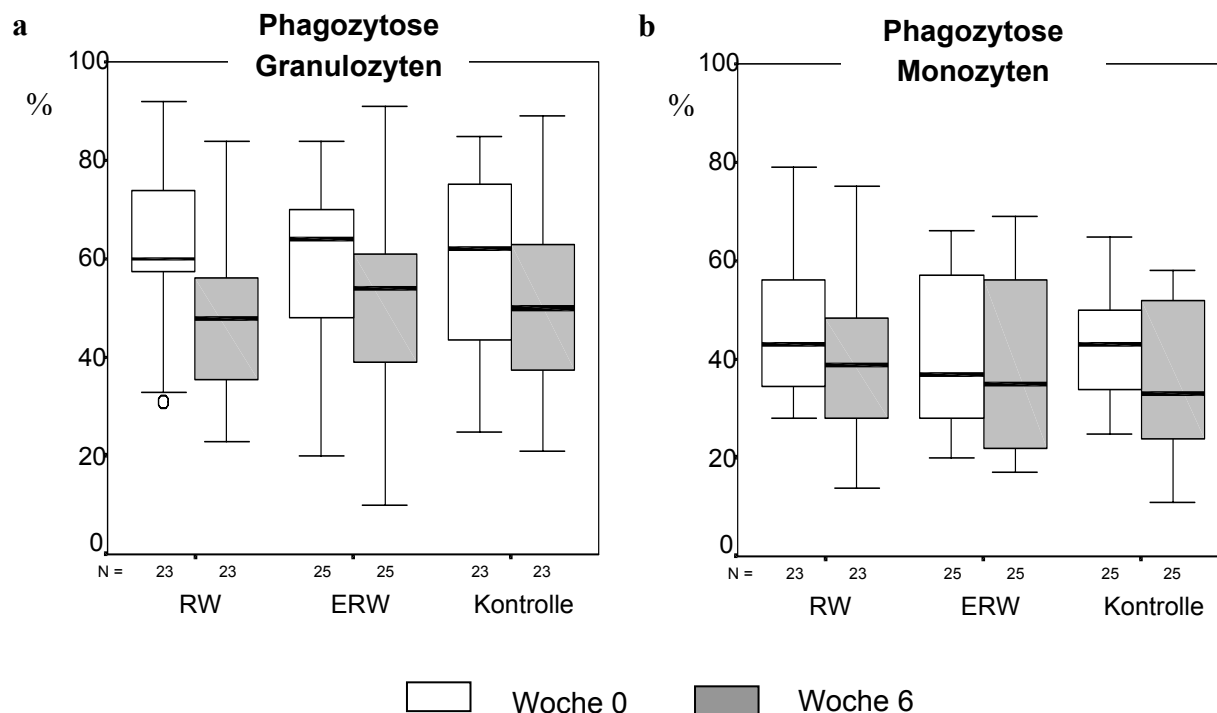 a
Phagozytose
Granulozyten
%
100
80
60
40
20
0
N = 23 23 25 25 23 23
RW ERW Kontrolle
b
Phagozytose
Monozyten
%
100
80
60
40
20
0
N = 23 23 25 25 25 25
RW ERW Kontrolle
Woche 0 Woche 6